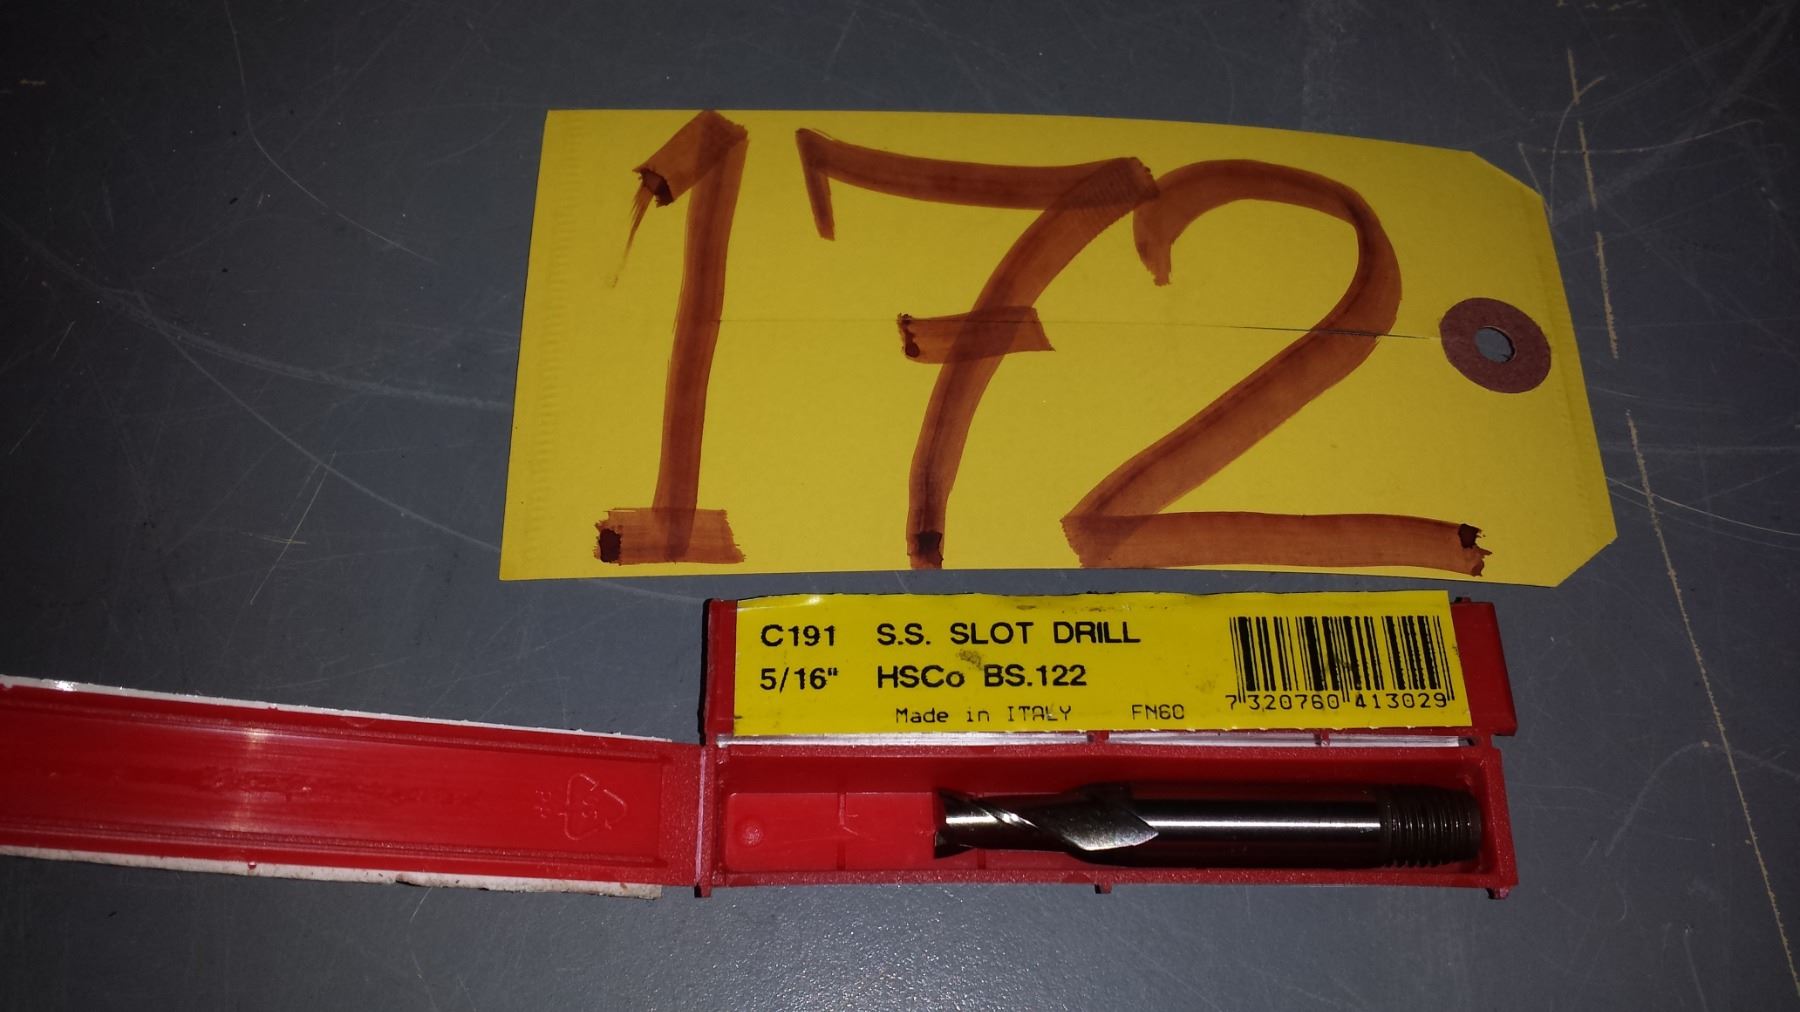 172
C191 S.S. SLOT DRILL
5/16" HSCo BS.122
Made in ITALY FN60
7"320760"413029"